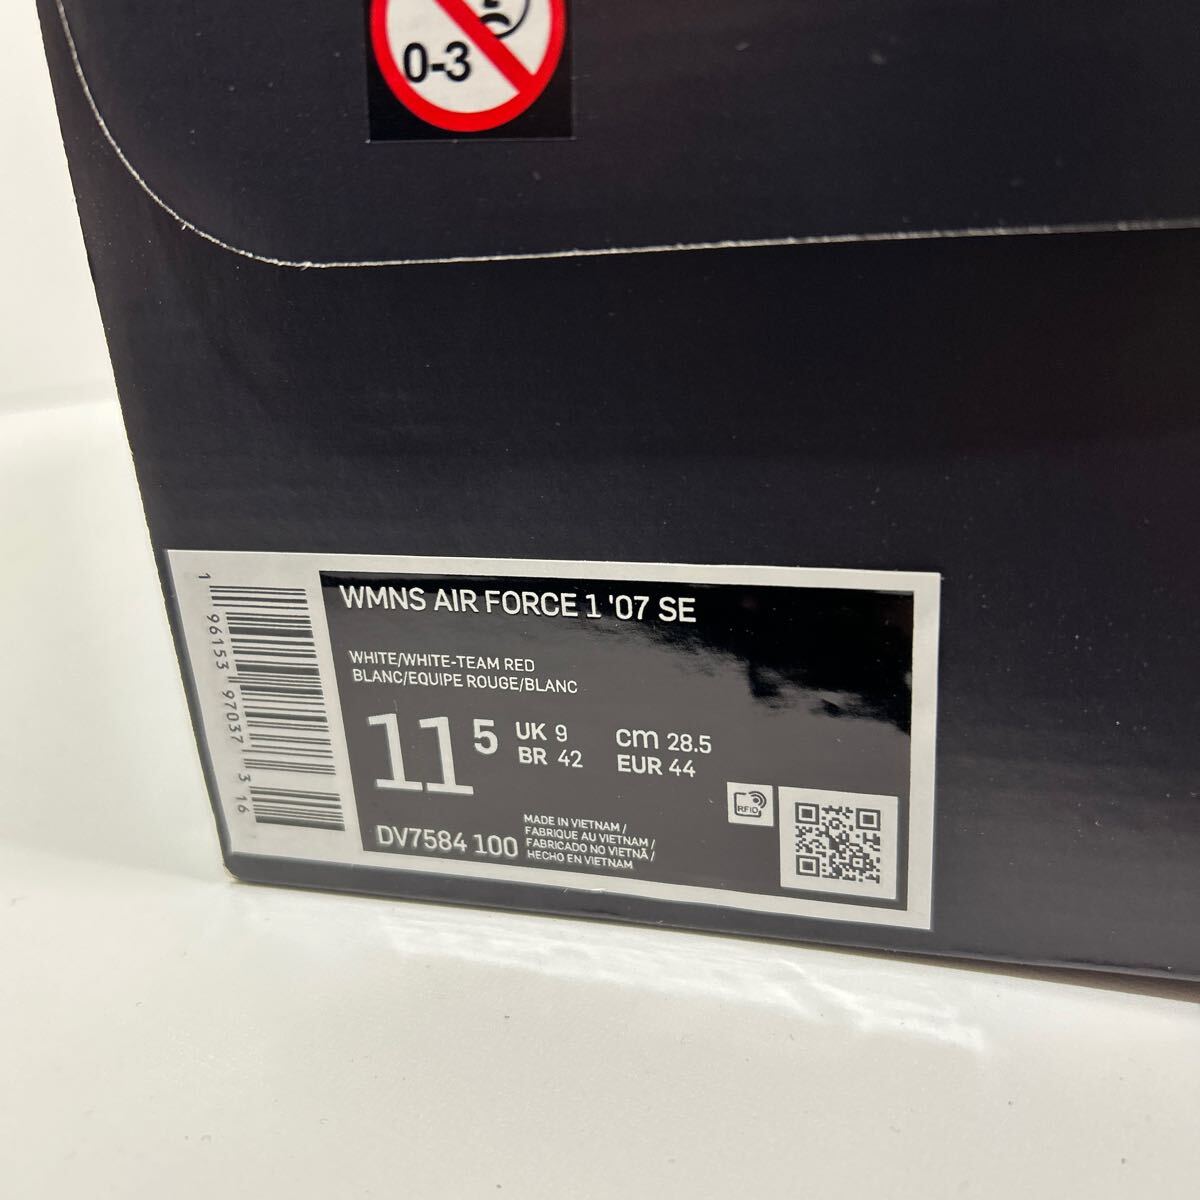 0-3
WMNS AIR FORCE 1 '07 SE
WHITE/WHITE-TEAM RED
BLANC/EQUIPE ROUGE/BLANC
11 5
UK 9
BR 42
cm 28.5
EUR 44
DV7584 100
MADE IN VIETNAM /
FABRIQUE AU VIETNAM /
FABRICADO NO VIETNÃ /
HECHO EN VIETNAM
RFID
1 96153 97037 3 16